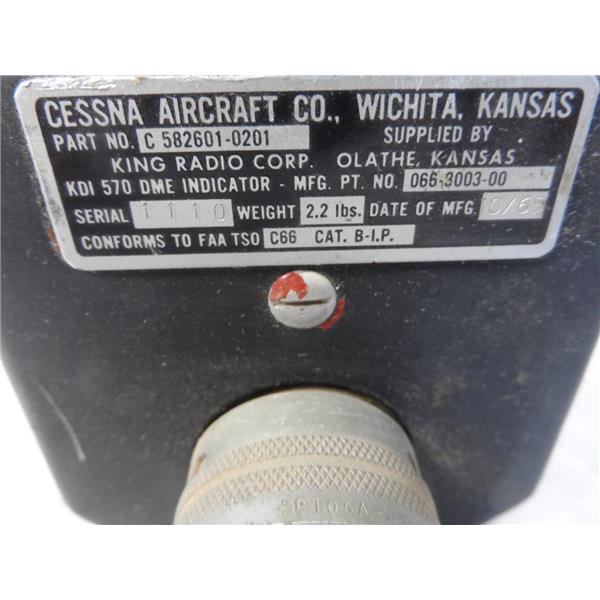 CESSNA AIRCRAFT CO., WICHITA, KANSAS
PART NO. C 582601-0201 SUPPLIED BY
KING RADIO CORP. OLATHE, KANSAS
KDI 570 DME INDICATOR - MFG. PT. NO. 066-3003-00
SERIAL 1110 WEIGHT 2.2 lbs. DATE OF MFG. 10/65
CONFORMS TO FAA TSO C66 CAT. B-I.P.